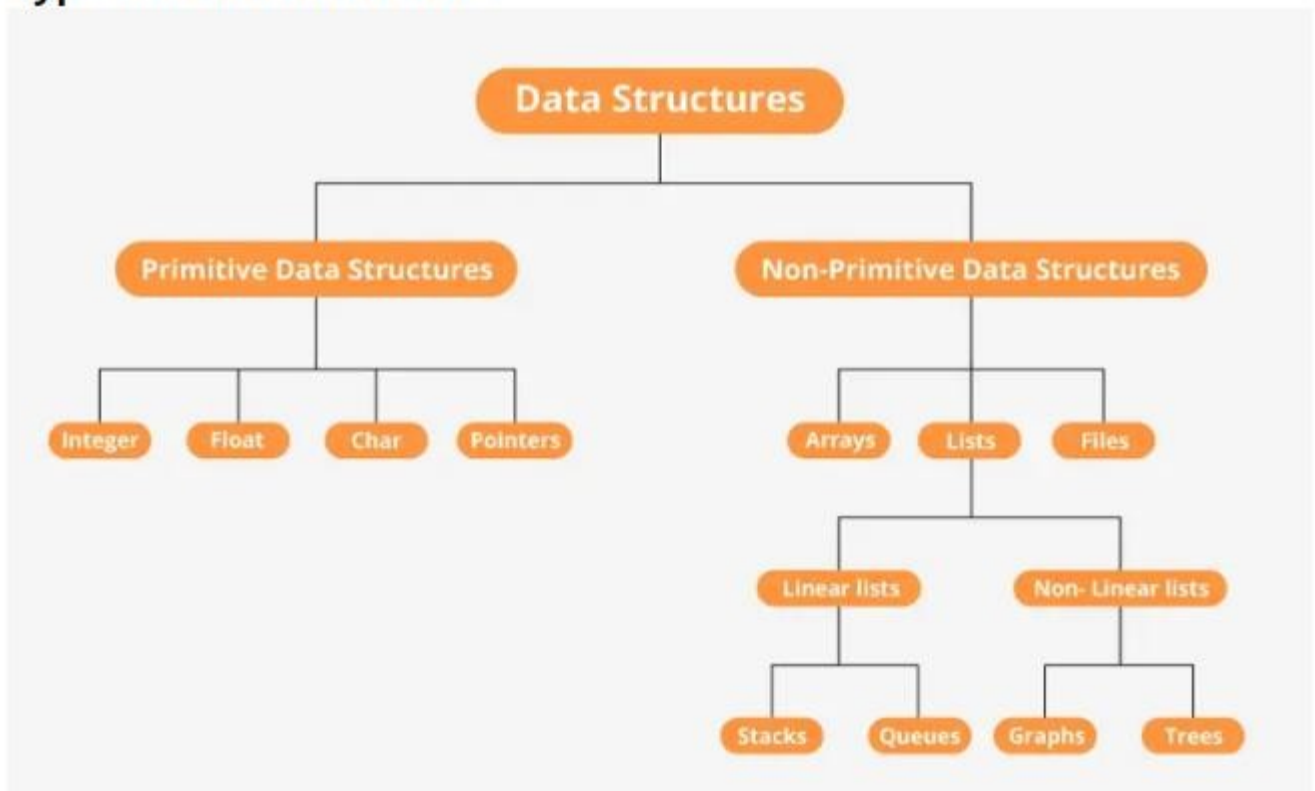 Data Structures
Primitive Data Structures
Non-Primitive Data Structures
Integer
Float
Char
Pointers
Arrays
Lists
Files
Linear lists
Non- Linear lists
Stacks
Queues
Graphs
Trees